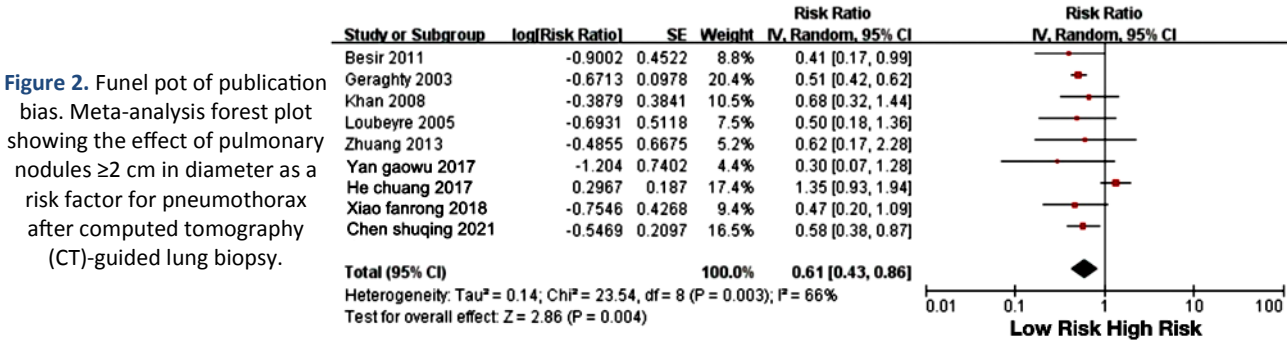 Figure 2. Funel pot of publication
bias. Meta-analysis forest plot
showing the effect of pulmonary
nodules ≥2 cm in diameter as a
risk factor for pneumothorax
after computed tomography
(CT)-guided lung biopsy.
Risk Ratio Risk Ratio
Study or Subgroup log[Risk Ratio] SE Weight IV, Random, 95% CI IV, Random, 95% CI
Besir 2011 -0.9002 0.4522 8.8% 0.41 [0.17, 0.99]
Geraghty 2003 -0.6713 0.0978 20.4% 0.51 [0.42, 0.62]
Khan 2008 -0.3879 0.3841 10.5% 0.68 [0.32, 1.44]
Loubeyre 2005 -0.6931 0.5118 7.5% 0.50 [0.18, 1.36]
Zhuang 2013 -0.4855 0.6675 5.2% 0.62 [0.17, 2.28]
Yan gaowu 2017 -1.204 0.7402 4.4% 0.30 [0.07, 1.28]
He chuang 2017 0.2967 0.187 17.4% 1.35 [0.93, 1.94]
Xiao fanrong 2018 -0.7546 0.4268 9.4% 0.47 [0.20, 1.09]
Chen shuqing 2021 -0.5469 0.2097 16.5% 0.58 [0.38, 0.87]
Total (95% CI) 100.0% 0.61 [0.43, 0.86]
Heterogeneity: Tau² = 0.14; Chi² = 23.54, df = 8 (P = 0.003); I² = 66%
Test for overall effect: Z = 2.86 (P = 0.004)
0.01 0.1 1 10 100
Low Risk High Risk